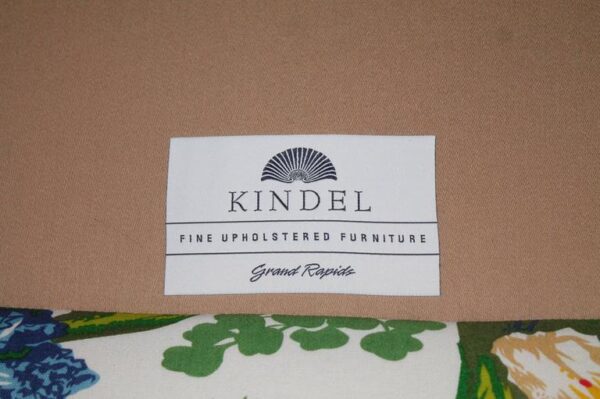 KINDEL
FINE UPHOLSTERED FURNITURE
Grand Rapids